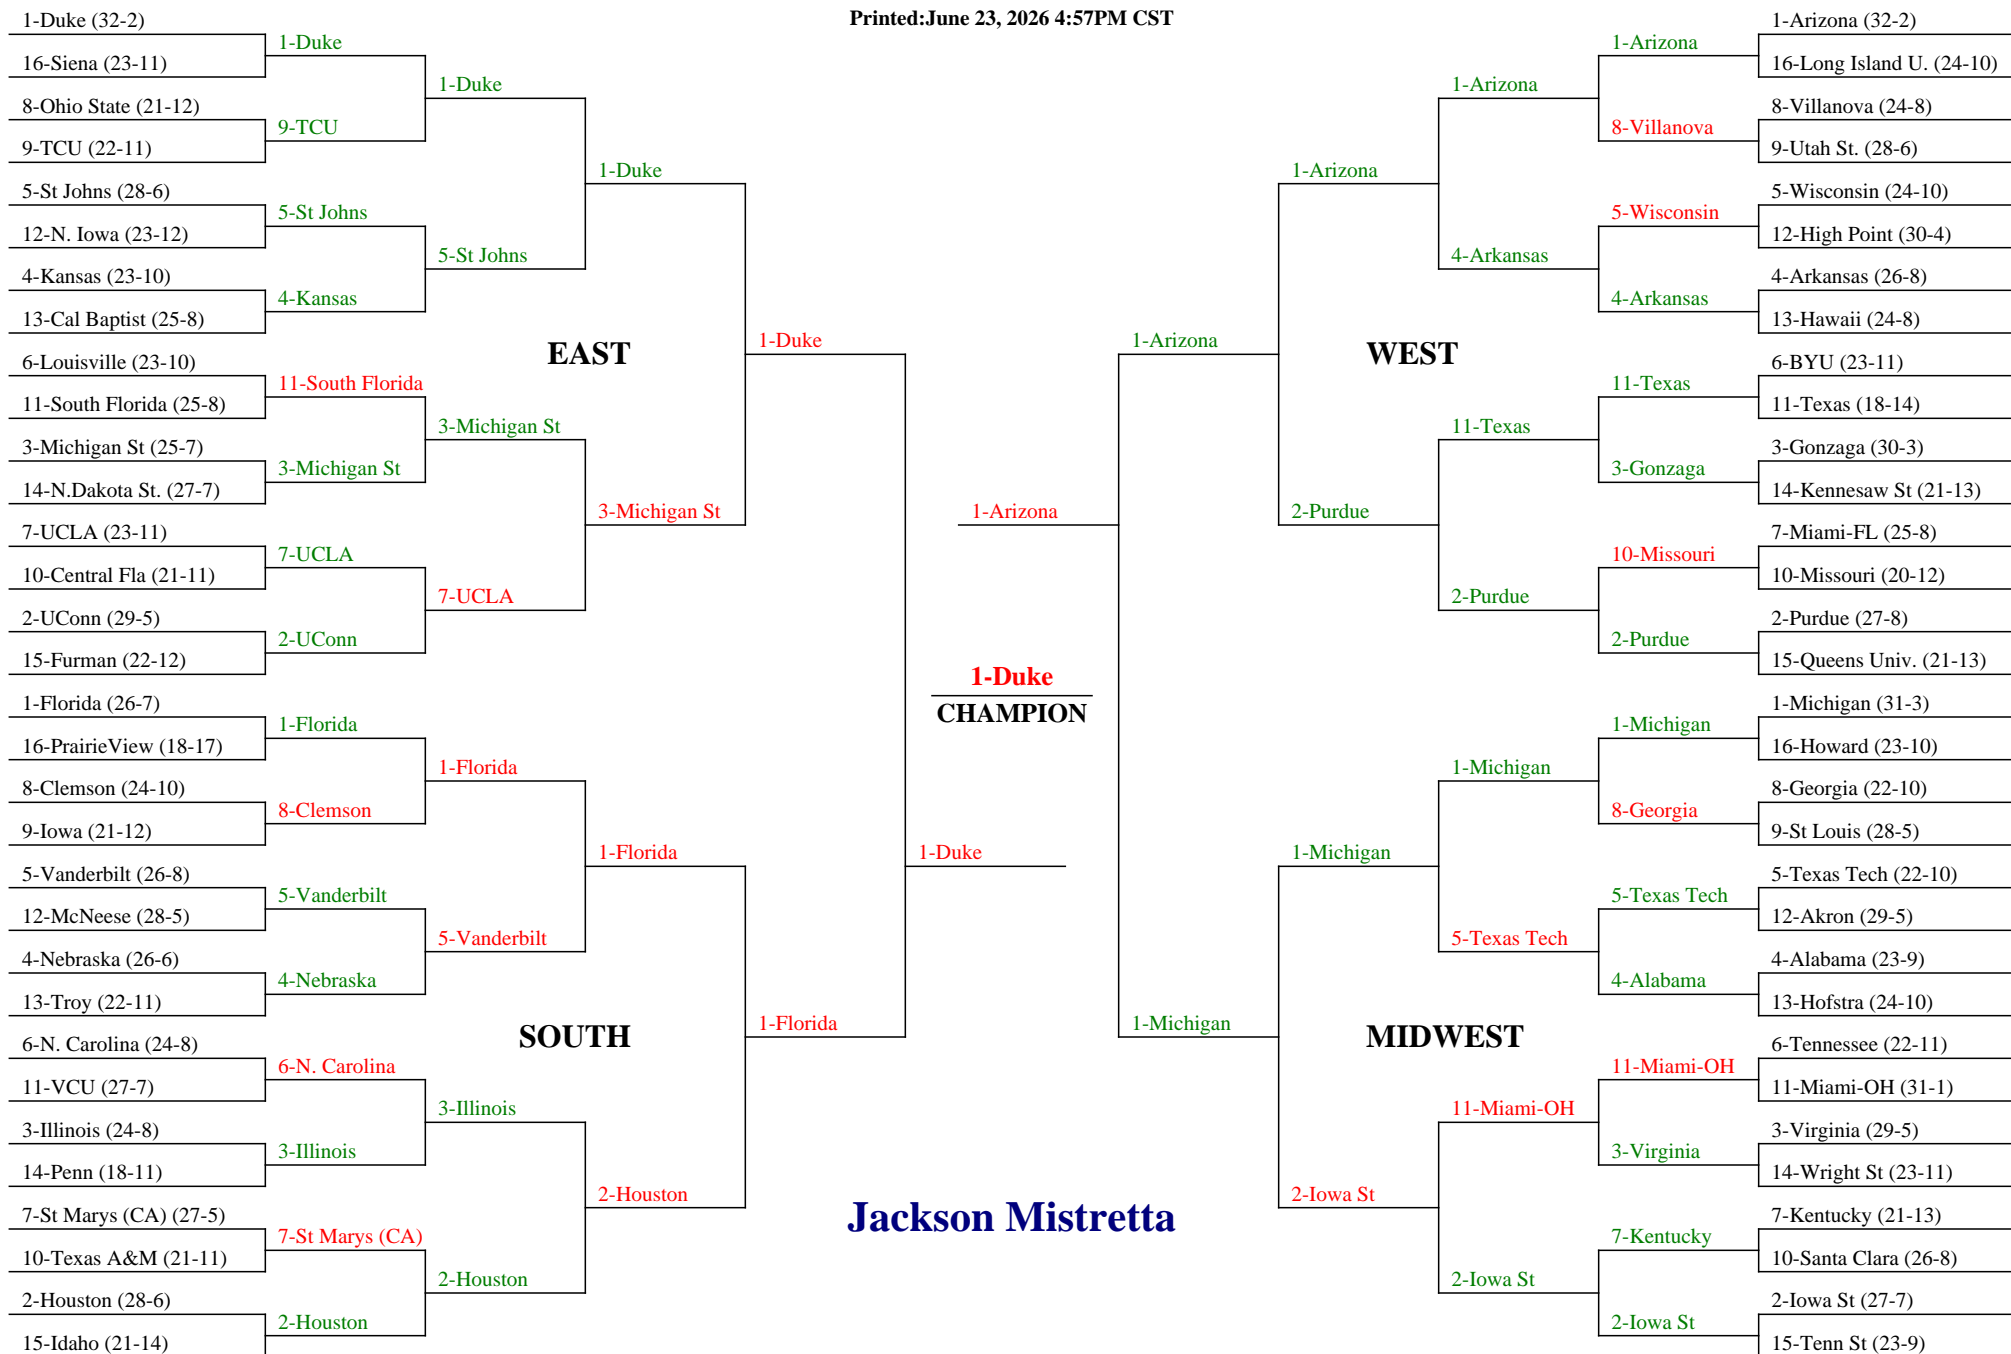 Printed:June 23, 2026 4:57PM CST
1-Duke (32-2)
16-Siena (23-11)
8-Ohio State (21-12)
9-TCU (22-11)
5-St Johns (28-6)
12-N. Iowa (23-12)
4-Kansas (23-10)
13-Cal Baptist (25-8)
6-Louisville (23-10)
11-South Florida (25-8)
3-Michigan St (25-7)
14-N.Dakota St. (27-7)
7-UCLA (23-11)
10-Central Fla (21-11)
2-UConn (29-5)
15-Furman (22-12)
1-Florida (26-7)
16-PrairieView (18-17)
8-Clemson (24-10)
9-Iowa (21-12)
5-Vanderbilt (26-8)
12-McNeese (28-5)
4-Nebraska (26-6)
13-Troy (22-11)
6-N. Carolina (24-8)
11-VCU (27-7)
3-Illinois (24-8)
14-Penn (18-11)
7-St Marys (CA) (27-5)
10-Texas A&M (21-11)
2-Houston (28-6)
15-Idaho (21-14)
1-Duke
9-TCU
5-St Johns
4-Kansas
11-South Florida
3-Michigan St
7-UCLA
2-UConn
1-Florida
8-Clemson
5-Vanderbilt
4-Nebraska
6-N. Carolina
3-Illinois
7-St Marys (CA)
2-Houston
1-Duke
5-St Johns
3-Michigan St
7-UCLA
1-Florida
5-Vanderbilt
3-Illinois
2-Houston
1-Duke
3-Michigan St
1-Florida
2-Houston
EAST
SOUTH
1-Duke
1-Florida
1-Duke
1-Arizona
1-Duke
CHAMPION
Jackson Mistretta
1-Arizona
1-Michigan
WEST
MIDWEST
1-Arizona
2-Purdue
1-Michigan
2-Iowa St
1-Arizona
4-Arkansas
11-Texas
2-Purdue
1-Michigan
5-Texas Tech
11-Miami-OH
2-Iowa St
1-Arizona
8-Villanova
5-Wisconsin
4-Arkansas
11-Texas
3-Gonzaga
10-Missouri
2-Purdue
1-Michigan
8-Georgia
5-Texas Tech
4-Alabama
11-Miami-OH
3-Virginia
7-Kentucky
2-Iowa St
1-Arizona (32-2)
16-Long Island U. (24-10)
8-Villanova (24-8)
9-Utah St. (28-6)
5-Wisconsin (24-10)
12-High Point (30-4)
4-Arkansas (26-8)
13-Hawaii (24-8)
6-BYU (23-11)
11-Texas (18-14)
3-Gonzaga (30-3)
14-Kennesaw St (21-13)
7-Miami-FL (25-8)
10-Missouri (20-12)
2-Purdue (27-8)
15-Queens Univ. (21-13)
1-Michigan (31-3)
16-Howard (23-10)
8-Georgia (22-10)
9-St Louis (28-5)
5-Texas Tech (22-10)
12-Akron (29-5)
4-Alabama (23-9)
13-Hofstra (24-10)
6-Tennessee (22-11)
11-Miami-OH (31-1)
3-Virginia (29-5)
14-Wright St (23-11)
7-Kentucky (21-13)
10-Santa Clara (26-8)
2-Iowa St (27-7)
15-Tenn St (23-9)